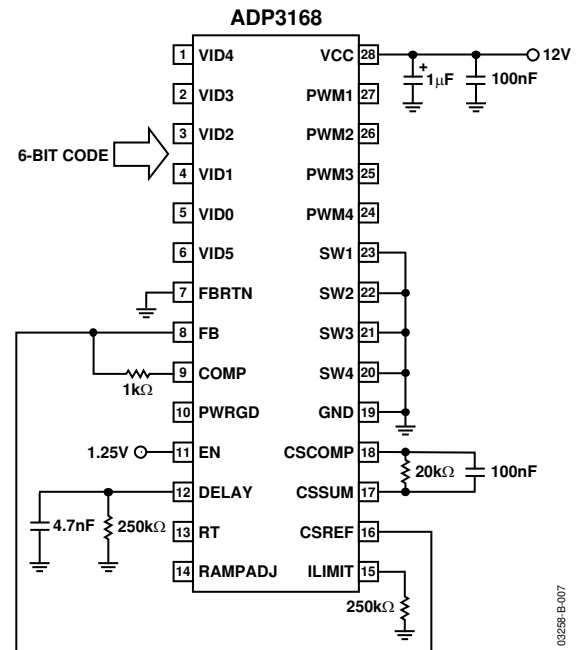 ADP3168
1 VID4
2 VID3
3 VID2
4 VID1
5 VID0
6 VID5
7 FBRTN
8 FB
9 COMP
10 PWRGD
11 EN
12 DELAY
13 RT
14 RAMPADJ
VCC 28
PWM1 27
PWM2 26
PWM3 25
PWM4 24
SW1 23
SW2 22
SW3 21
SW4 20
GND 19
CSCOMP 18
CSSUM 17
CSREF 16
ILIMIT 15
6-BIT CODE
1kΩ
1.25V
4.7nF
250kΩ
12V
+
1μF
100nF
20kΩ
100nF
250kΩ
03258-B-007